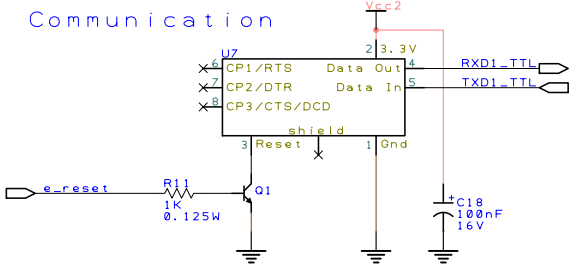 Communication
Vcc2
U7
2 3.3V
6 CP1/RTS Data Out 4 RXD1_TTL
7 CP2/DTR Data In 5 TXD1_TTL
8 CP3/CTS/DCD
shield
3 Reset 1 Gnd
e_reset R11 Q1
1K
0.125W
+ C18
100nF
16V